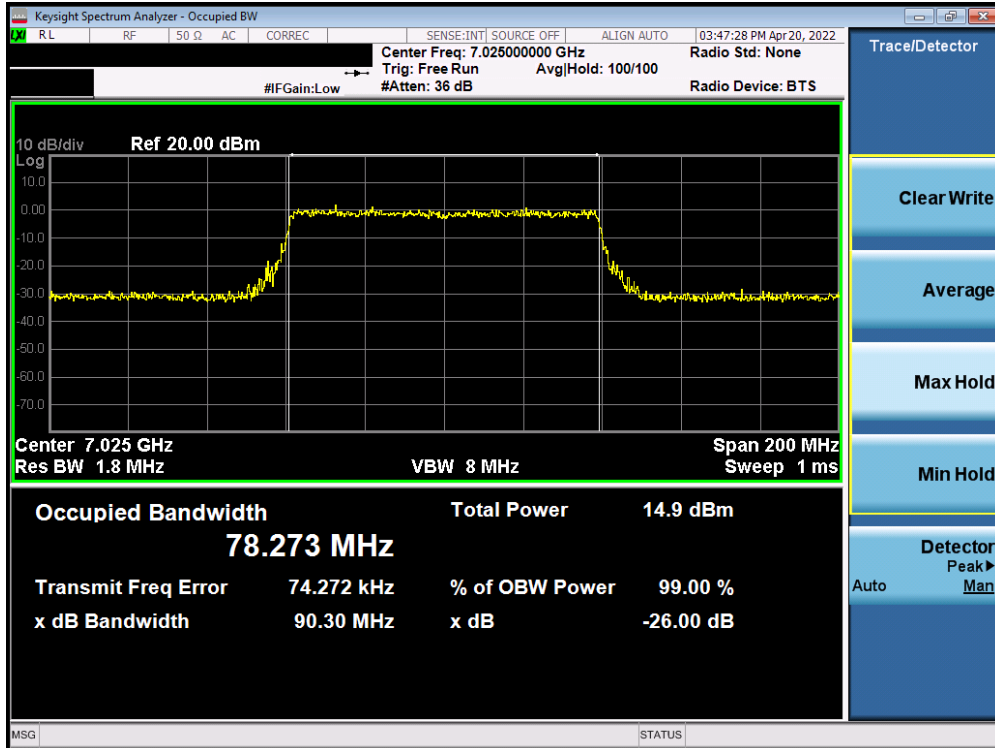 Keysight Spectrum Analyzer - Occupied BW
LXI RL RF 50 Ω AC CORREC SENSE:INT SOURCE OFF ALIGN AUTO 03:47:28 PM Apr 20, 2022
Center Freq: 7.025000000 GHz Radio Std: None
Trig: Free Run Avg|Hold: 100/100
#IFGain:Low #Atten: 36 dB Radio Device: BTS
10 dB/div Ref 20.00 dBm
Log
10.0
0.00
-10.0
-20.0
-30.0
-40.0
-50.0
-60.0
-70.0
Center 7.025 GHz Span 200 MHz
Res BW 1.8 MHz VBW 8 MHz Sweep 1 ms
Occupied Bandwidth Total Power 14.9 dBm
78.273 MHz
Transmit Freq Error 74.272 kHz % of OBW Power 99.00 %
x dB Bandwidth 90.30 MHz x dB -26.00 dB
Trace/Detector
Clear Write
Average
Max Hold
Min Hold
Detector
Peak▶
Auto Man
MSG STATUS